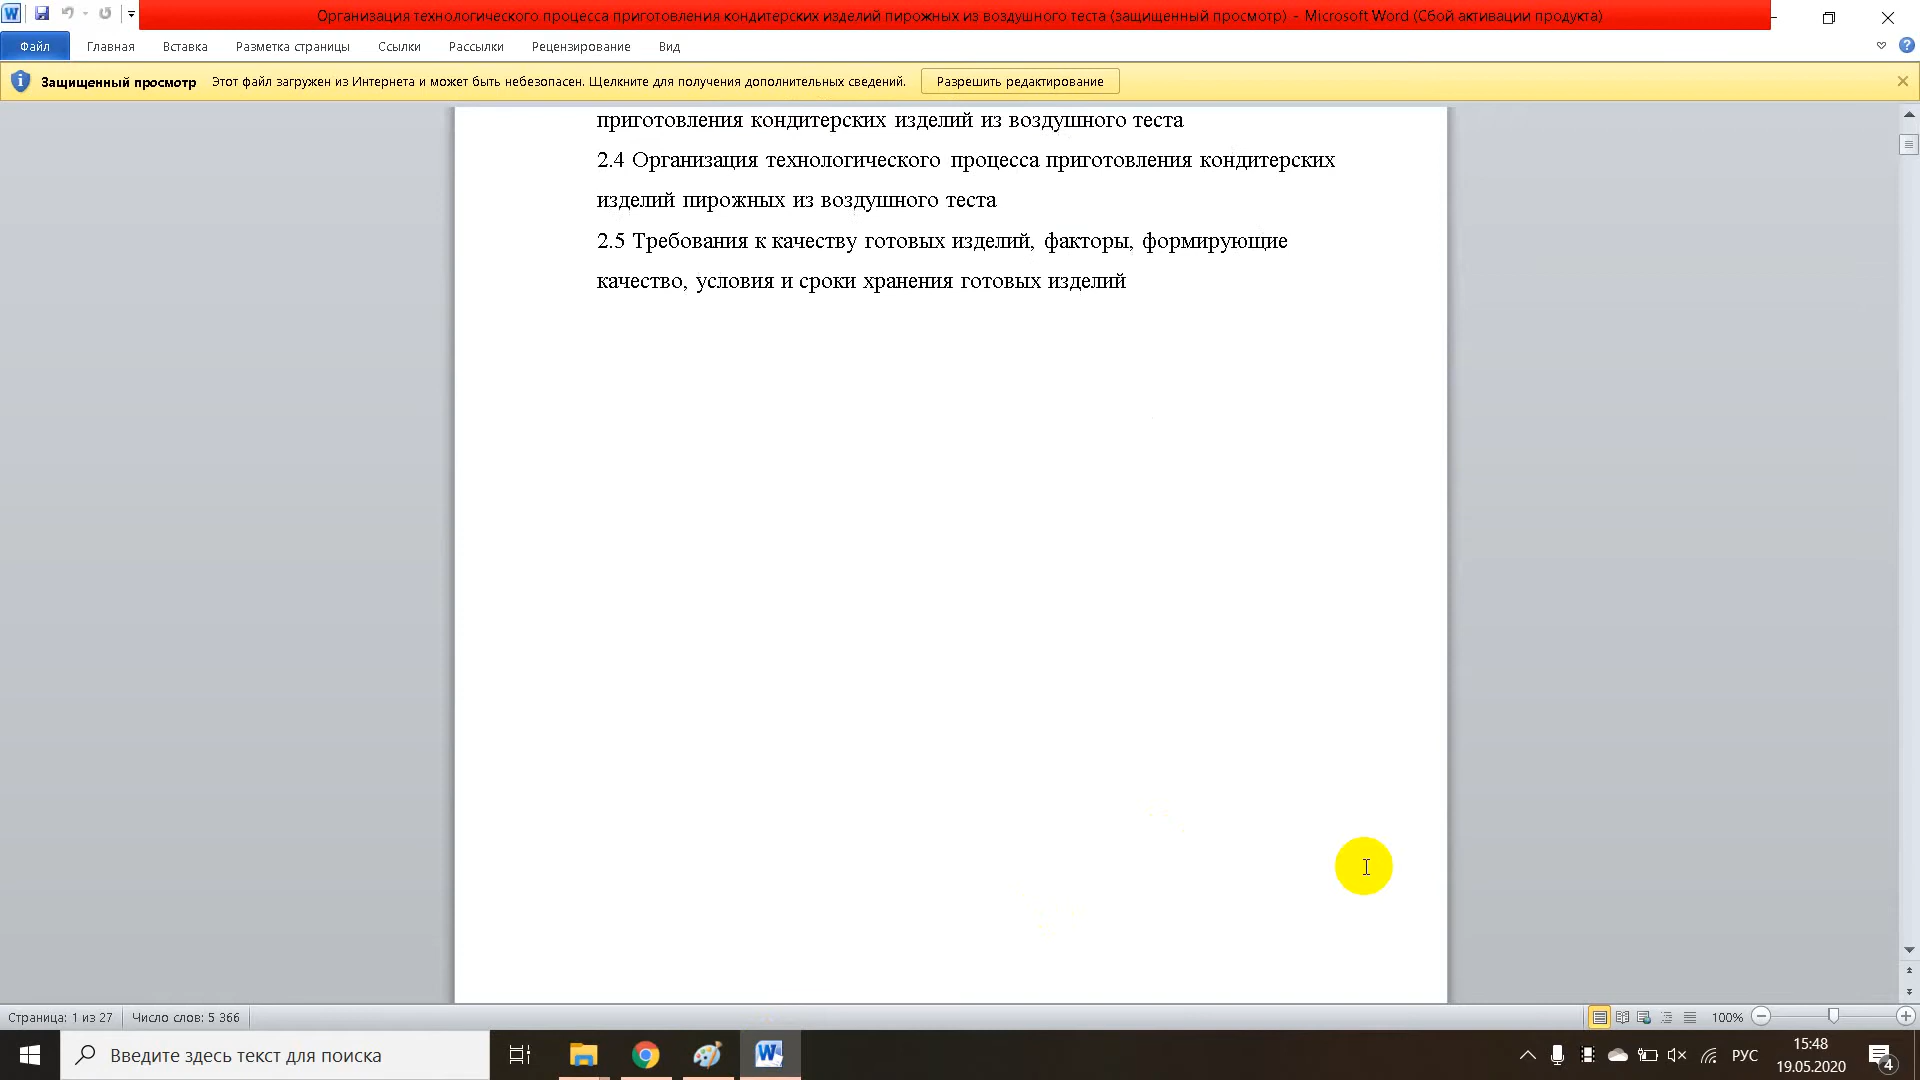 Организация технологического процесса приготовления кондитерских изделий пирожных из воздушного теста (защищенный просмотр) - Microsoft Word (Сбой активации продукта)
Файл Главная Вставка Разметка страницы Ссылки Рассылки Рецензирование Вид
Защищенный просмотр Этот файл загружен из Интернета и может быть небезопасен. Щелкните для получения дополнительных сведений. Разрешить редактирование
приготовления кондитерских изделий из воздушного теста
2.4 Организация технологического процесса приготовления кондитерских
изделий пирожных из воздушного теста
2.5 Требования к качеству готовых изделий, факторы, формирующие
качество, условия и сроки хранения готовых изделий
Страница: 1 из 27 Число слов: 5 366 100%
Введите здесь текст для поиска
РУС
15:48
19.05.2020
4